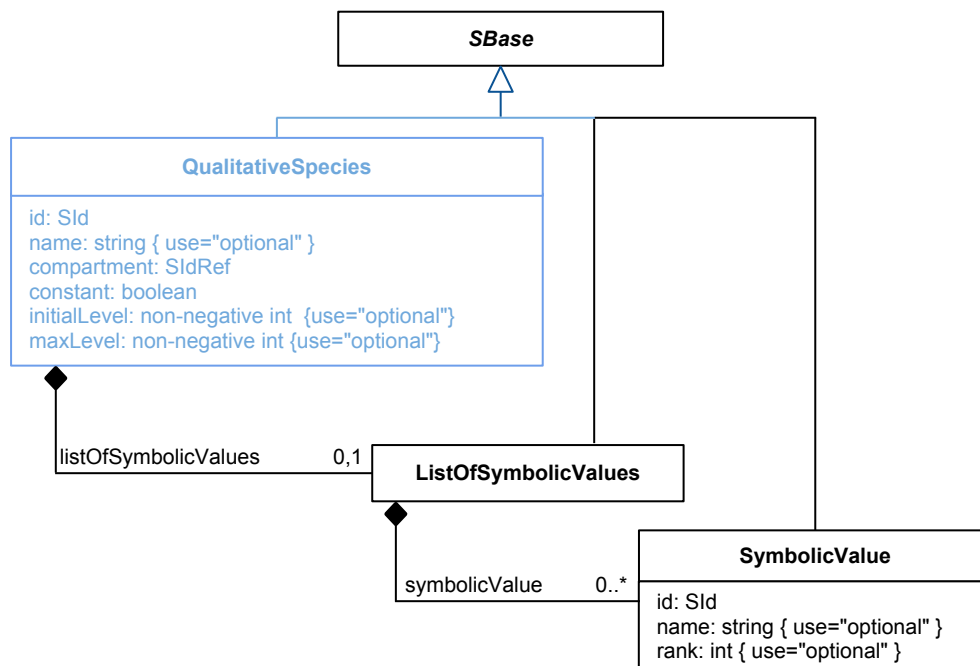 SBase
QualitativeSpecies
id: SId
name: string { use="optional" }
compartment: SIdRef
constant: boolean
initialLevel: non-negative int  {use="optional"}
maxLevel: non-negative int {use="optional"}
listOfSymbolicValues 0,1
ListOfSymbolicValues
symbolicValue 0..*
SymbolicValue
id: SId
name: string { use="optional" }
rank: int { use="optional" }